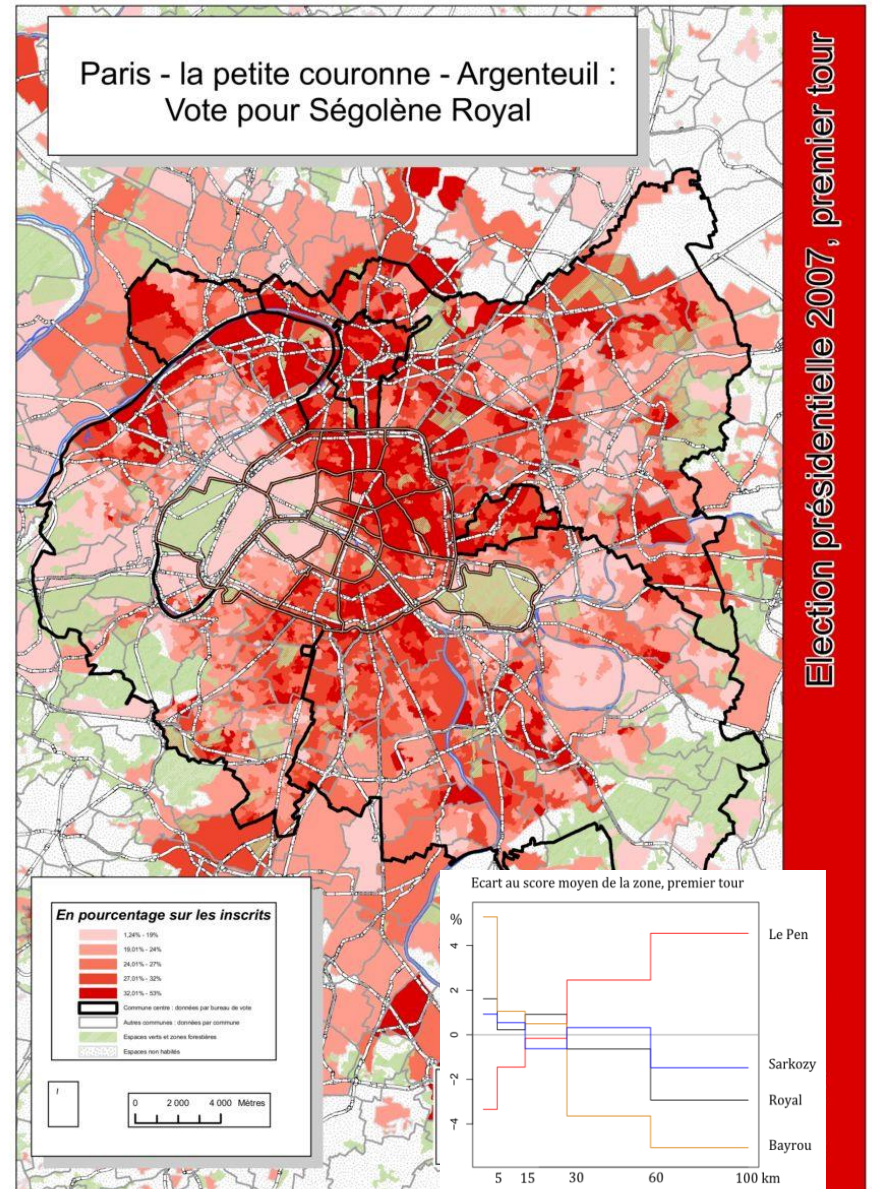 Paris - la petite couronne - Argenteuil :
Vote pour Ségolène Royal
Election présidentielle 2007, premier tour
En pourcentage sur les inscrits
1,24% - 19%
19,01% - 24%
24,01% - 27%
27,01% - 32%
32,01% - 53%
Commune centre : données par bureau de vote
Autres communes : données par commune
Espaces verts et zones forestières
Espaces non habités
0 2 000 4 000 Mètres
Ecart au score moyen de la zone, premier tour
%
4
2
0
−2
−4
Le Pen
Sarkozy
Royal
Bayrou
5 15 30 60 100 km